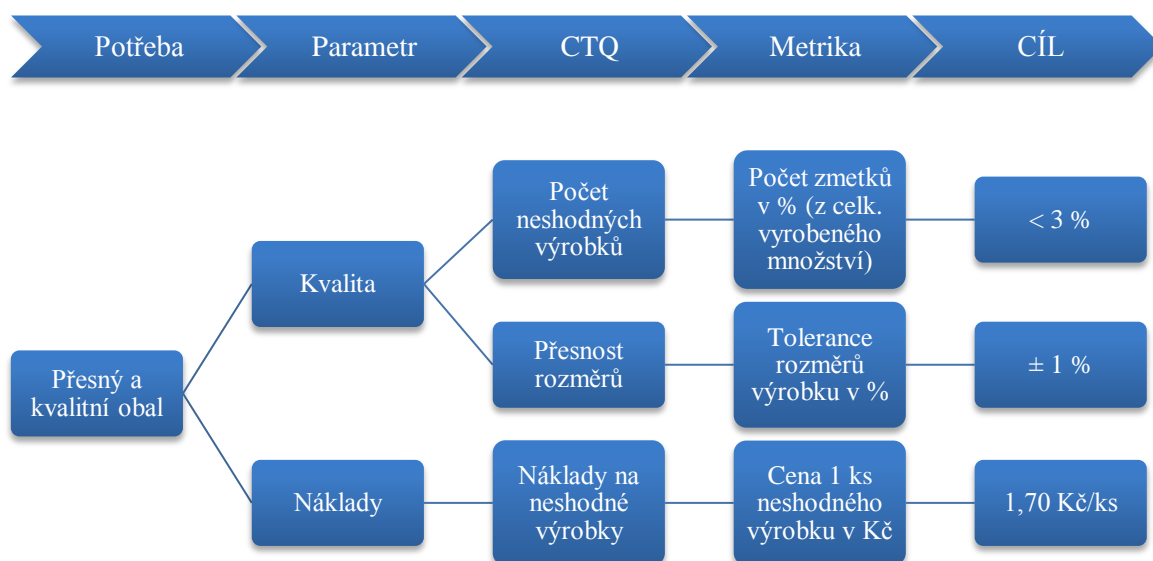 Potřeba
Parametr
CTQ
Metrika
CÍL
Přesný a
kvalitní obal
Kvalita
Náklady
Počet
neshodných
výrobků
Přesnost
rozměrů
Náklady na
neshodné
výrobky
Počet zmetků
v % (z celk.
vyrobeného
množství)
Tolerance
rozměrů
výrobku v %
Cena 1 ks
neshodného
výrobku v Kč
< 3 %
± 1 %
1,70 Kč/ks